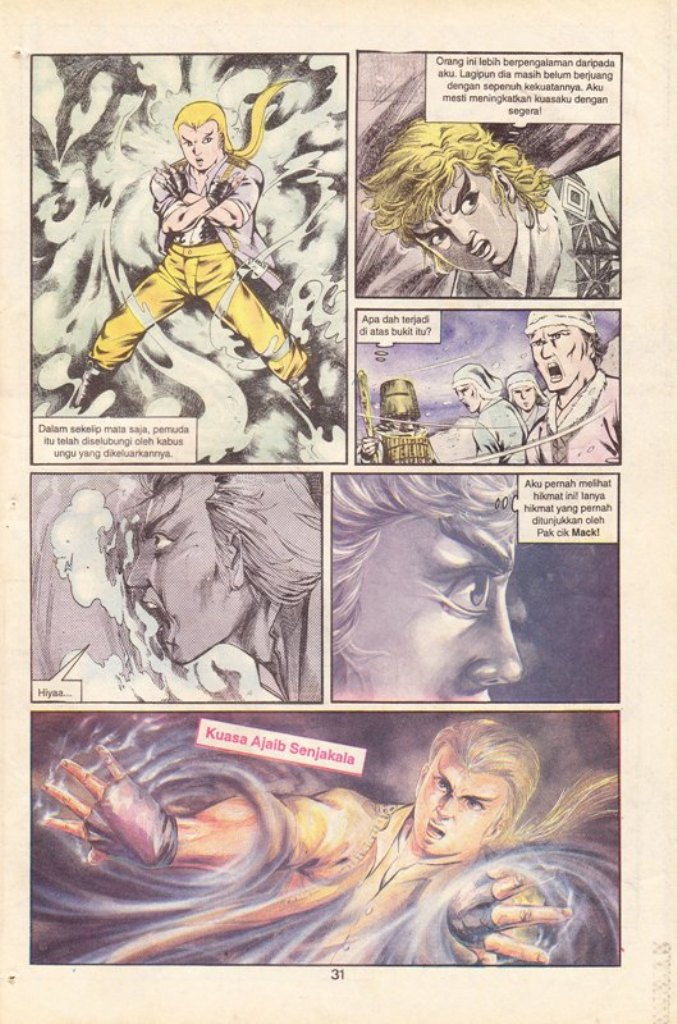 Dalam sekelip mata saja, pemuda
itu telah diselubungi oleh kabus
ungu yang dikeluarkannya.
Orang ini lebih berpengalaman daripada
aku. Lagipun dia masih belum berjuang
dengan sepenuh kekuatannya. Aku
mesti meningkatkan kuasaku dengan
segera!
Apa dah terjadi
di atas bukit itu?
Hiyaa...
Aku pernah melihat
hikmat ini! Ianya
hikmat yang pernah
ditunjukkan oleh
Pak cik Mack!
Kuasa Ajaib Senjakala
31